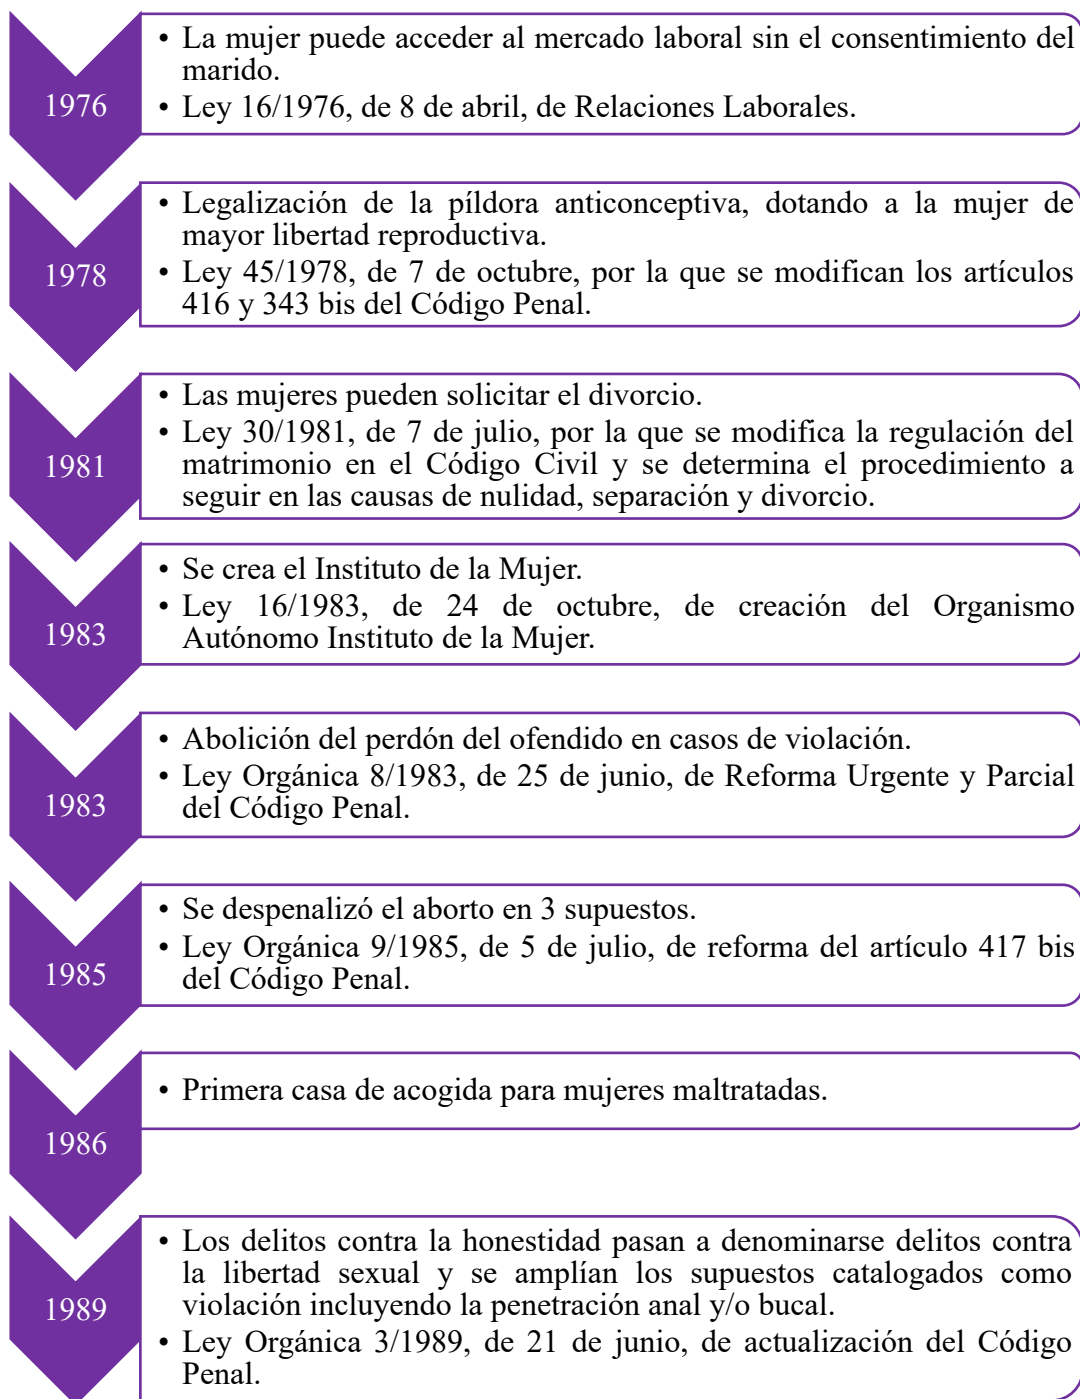 1976
• La mujer puede acceder al mercado laboral sin el consentimiento del
marido.
• Ley 16/1976, de 8 de abril, de Relaciones Laborales.
1978
• Legalización de la píldora anticonceptiva, dotando a la mujer de
mayor libertad reproductiva.
• Ley 45/1978, de 7 de octubre, por la que se modifican los artículos
416 y 343 bis del Código Penal.
1981
• Las mujeres pueden solicitar el divorcio.
• Ley 30/1981, de 7 de julio, por la que se modifica la regulación del
matrimonio en el Código Civil y se determina el procedimiento a
seguir en las causas de nulidad, separación y divorcio.
1983
• Se crea el Instituto de la Mujer.
• Ley 16/1983, de 24 de octubre, de creación del Organismo
Autónomo Instituto de la Mujer.
1983
• Abolición del perdón del ofendido en casos de violación.
• Ley Orgánica 8/1983, de 25 de junio, de Reforma Urgente y Parcial
del Código Penal.
1985
• Se despenalizó el aborto en 3 supuestos.
• Ley Orgánica 9/1985, de 5 de julio, de reforma del artículo 417 bis
del Código Penal.
1986
• Primera casa de acogida para mujeres maltratadas.
1989
• Los delitos contra la honestidad pasan a denominarse delitos contra
la libertad sexual y se amplían los supuestos catalogados como
violación incluyendo la penetración anal y/o bucal.
• Ley Orgánica 3/1989, de 21 de junio, de actualización del Código
Penal.